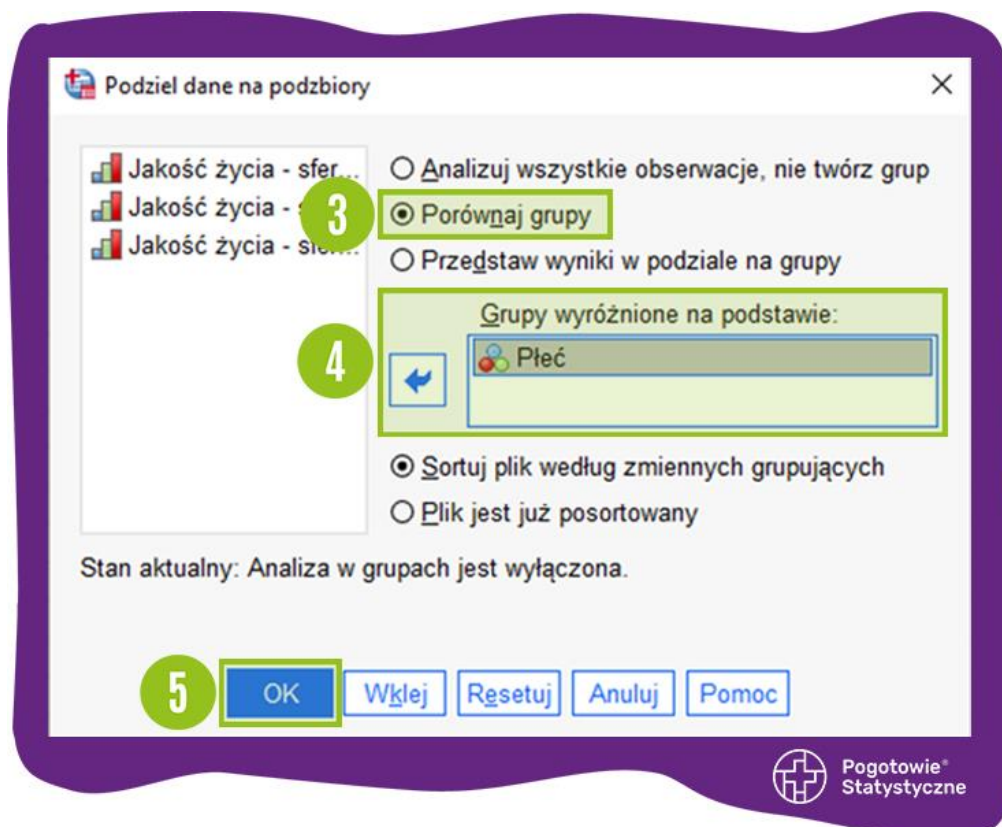 Podziel dane na podzbiory
Jakość życia - sfer...
Jakość życia - s
Jakość życia - sfer...
Analizuj wszystkie obserwacje, nie twórz grup
3
Porównaj grupy
Przedstaw wyniki w podziale na grupy
Grupy wyróżnione na podstawie:
4
Płeć
Sortuj plik według zmiennych grupujących
Plik jest już posortowany
Stan aktualny: Analiza w grupach jest wyłączona.
5
OK
Wklej
Resetuj
Anuluj
Pomoc
Pogotowie®
Statystyczne